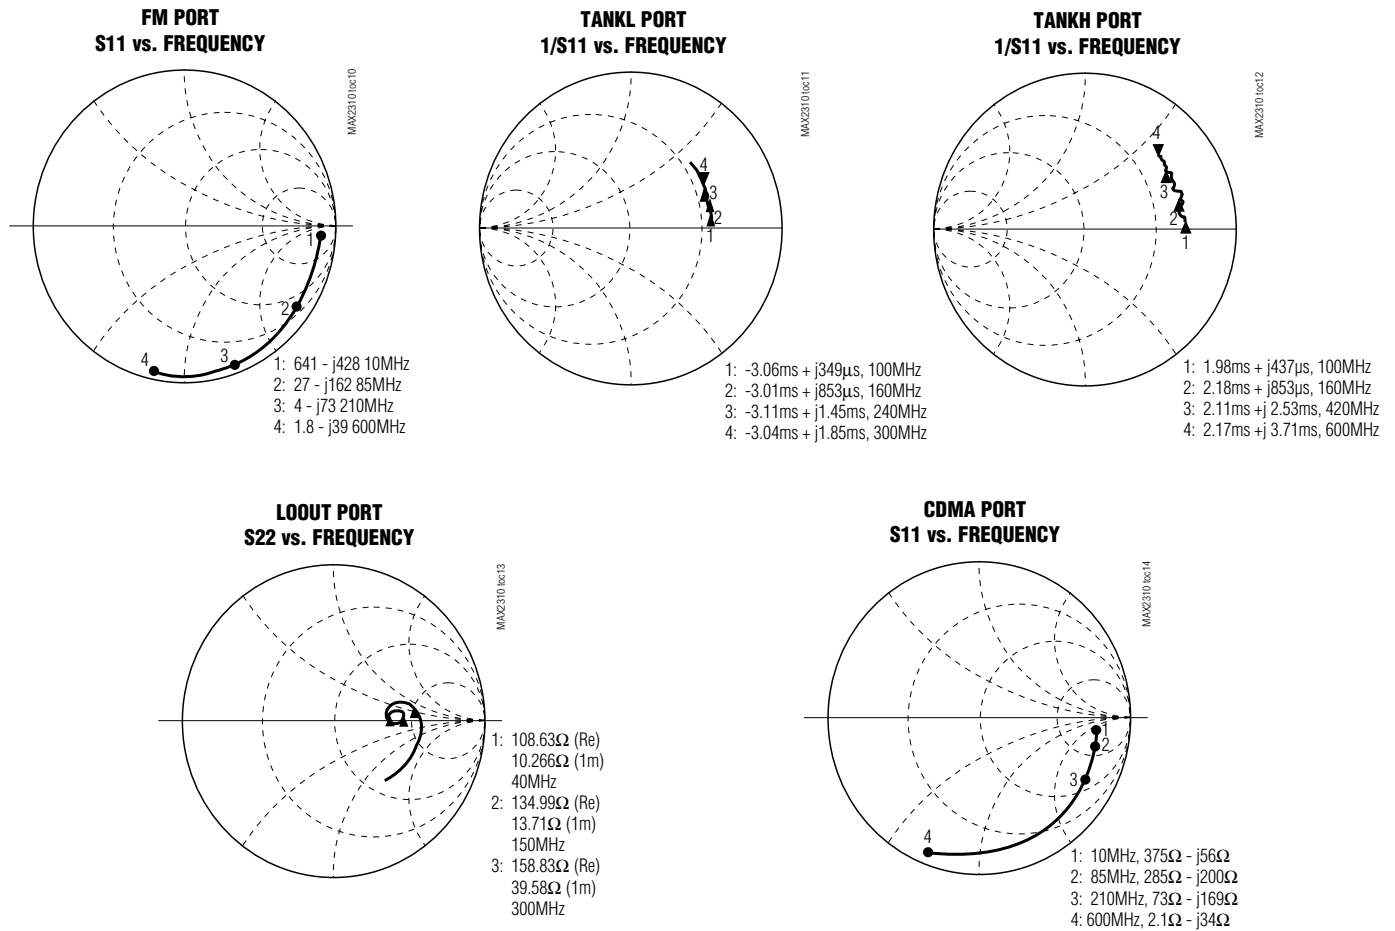 FM PORT
S11 vs. FREQUENCY
MAX2310 toc10
1
2
3
4
1: 641 - j428 10MHz
2: 27 - j162 85MHz
3: 4 - j73 210MHz
4: 1.8 - j39 600MHz
TANKL PORT
1/S11 vs. FREQUENCY
MAX2310 toc11
4
3
2
1
1: -3.06ms + j349µs, 100MHz
2: -3.01ms + j853µs, 160MHz
3: -3.11ms + j1.45ms, 240MHz
4: -3.04ms + j1.85ms, 300MHz
TANKH PORT
1/S11 vs. FREQUENCY
MAX2310 toc12
4
3
2
1
1: 1.98ms + j437µs, 100MHz
2: 2.18ms + j853µs, 160MHz
3: 2.11ms +j 2.53ms, 420MHz
4: 2.17ms +j 3.71ms, 600MHz
LOOUT PORT
S22 vs. FREQUENCY
MAX2310 toc13
1: 108.63Ω (Re)
10.266Ω (1m)
40MHz
2: 134.99Ω (Re)
13.71Ω (1m)
150MHz
3: 158.83Ω (Re)
39.58Ω (1m)
300MHz
CDMA PORT
S11 vs. FREQUENCY
MAX2310 toc14
1
2
3
4
1: 10MHz, 375Ω - j56Ω
2: 85MHz, 285Ω - j200Ω
3: 210MHz, 73Ω - j169Ω
4: 600MHz, 2.1Ω - j34Ω